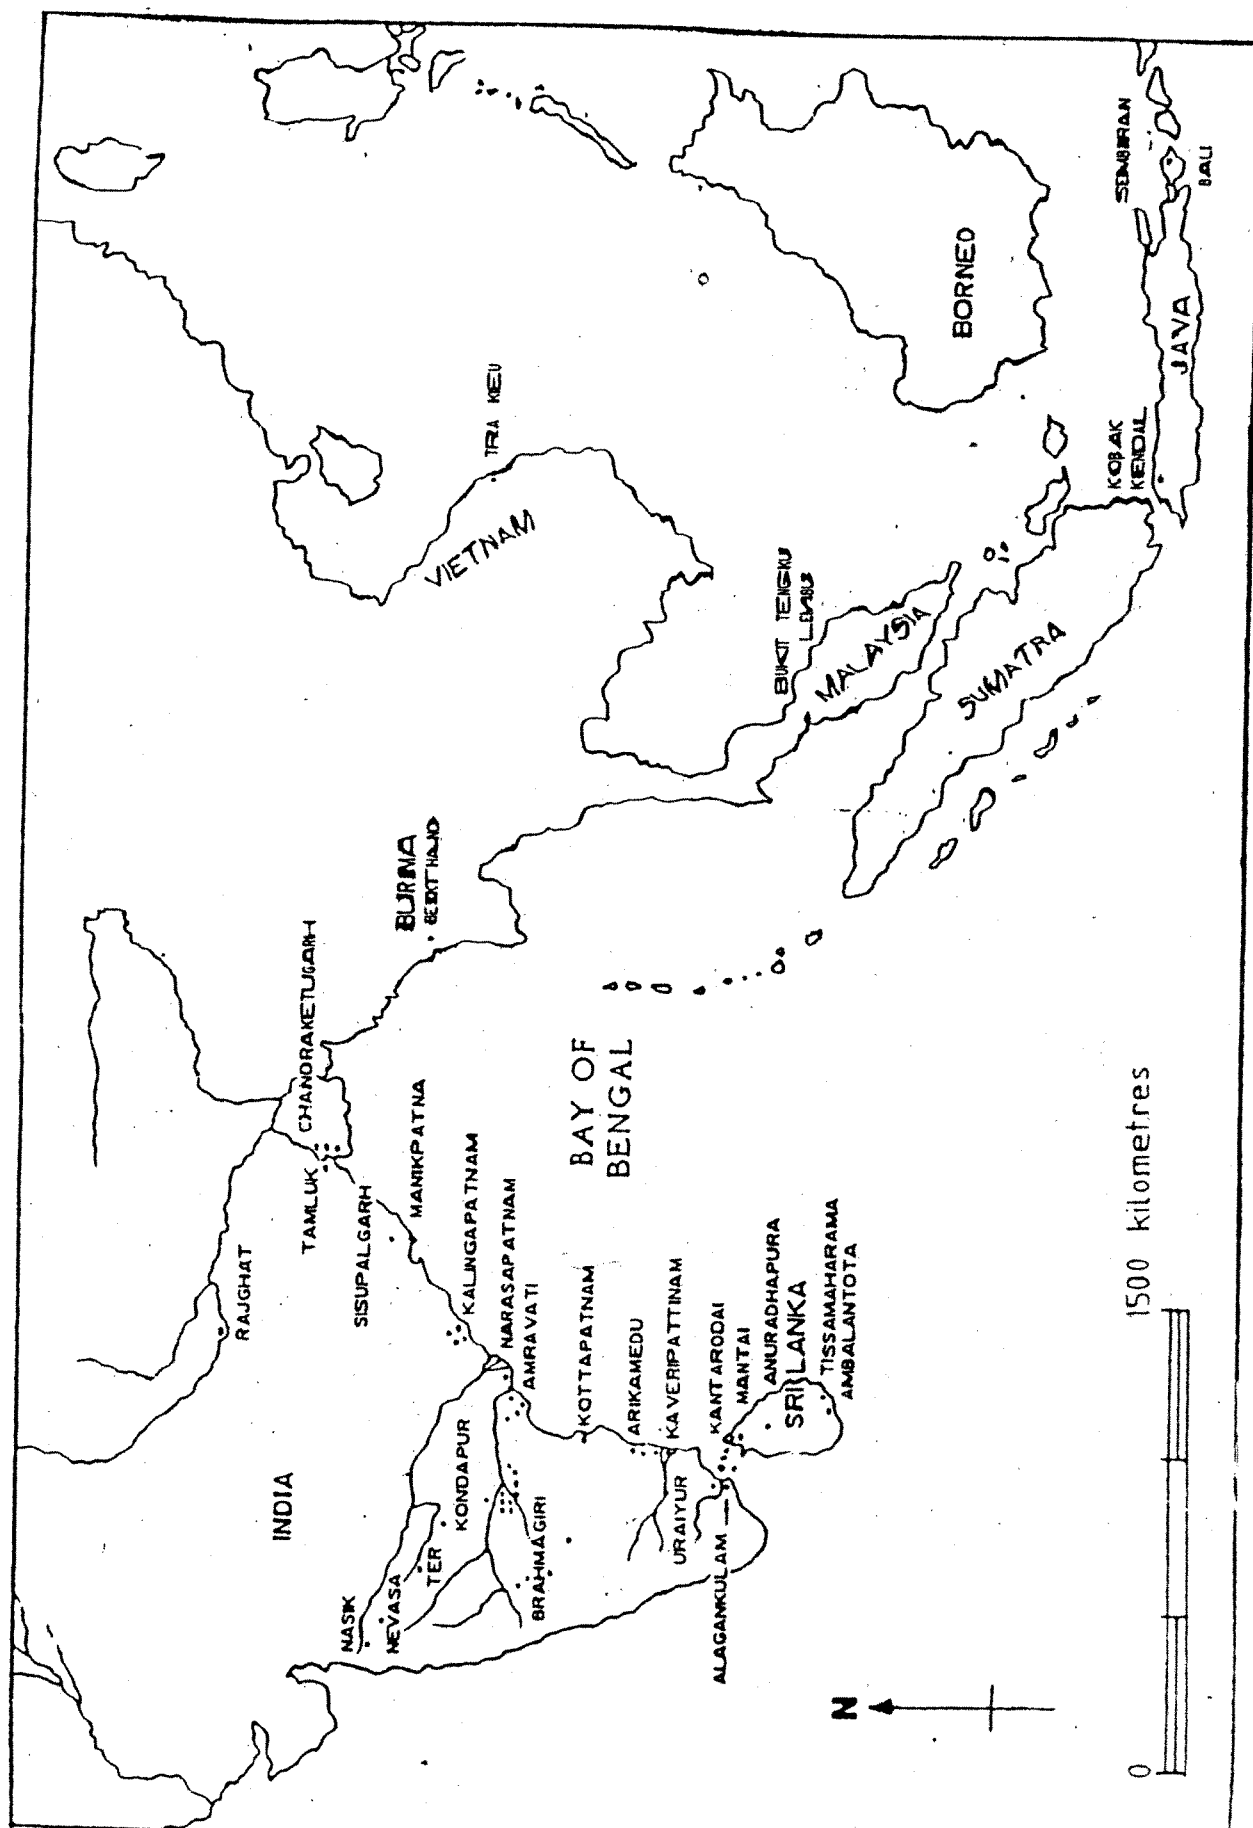 INDIA
NASIK
NEVASA
TER
KONDAPUR
BRAHMAGIRI
RAJGHAT
TAMLUK
CHANDRAKETUGARH
SISUPALGARH
MANIKPATNA
KALINGAPATNAM
NARASAPATNAM
AMRAVATI
KOTTAPATNAM
ARIKAMEDU
KAVERIPATTINAM
URAIYUR
ALAGANKULAM
KANTARODAI
MANTAI
ANURADHAPURA
SRI LANKA
TISSAMAHARAMA
AMBALANTOTA
BAY OF
BENGAL
BURMA
VIETNAM
TRA KIEU
BUKIT TENGKU
LEMBU
MALAYSIA
SUMATRA
BORNEO
KOBAK
KENDAL
JAVA
SEMBIRAN
BALI
N
0
1500 kilometres